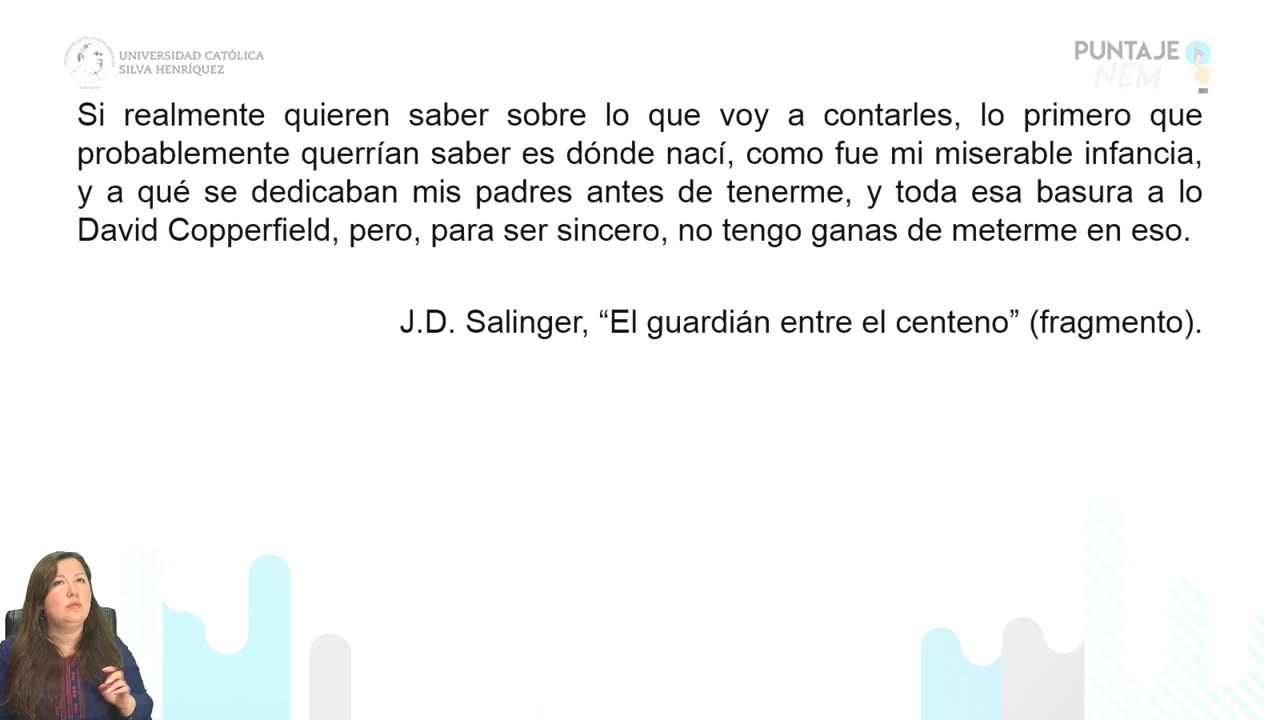 UNIVERSIDAD CATÓLICA
SILVA HENRÍQUEZ
PUNTAJE
NEM
Si realmente quieren saber sobre lo que voy a contarles, lo primero que
probablemente querrían saber es dónde nací, como fue mi miserable infancia,
y a qué se dedicaban mis padres antes de tenerme, y toda esa basura a lo
David Copperfield, pero, para ser sincero, no tengo ganas de meterme en eso.
J.D. Salinger, “El guardián entre el centeno” (fragmento).